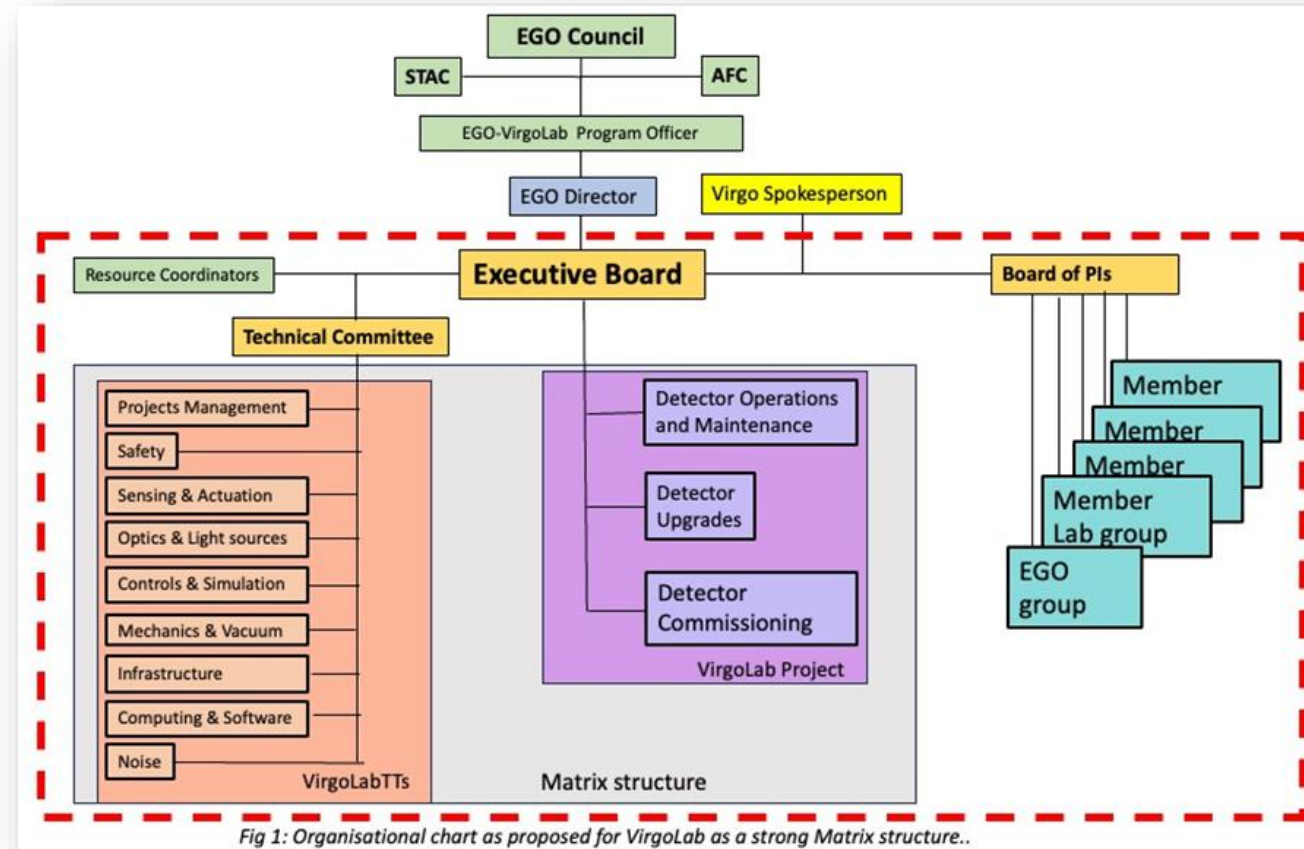 EGO Council
STAC
AFC
EGO-VirgoLab Program Officer
EGO Director
Virgo Spokesperson
Resource Coordinators
Executive Board
Board of PIs
Technical Committee
Projects Management
Safety
Sensing & Actuation
Optics & Light sources
Controls & Simulation
Mechanics & Vacuum
Infrastructure
Computing & Software
Noise
VirgoLabTTs
Detector Operations
and Maintenance
Detector
Upgrades
Detector
Commissioning
VirgoLab Project
Matrix structure
Member
Member
Member
Member
Lab group
EGO
group
Fig 1: Organisational chart as proposed for VirgoLab as a strong Matrix structure..